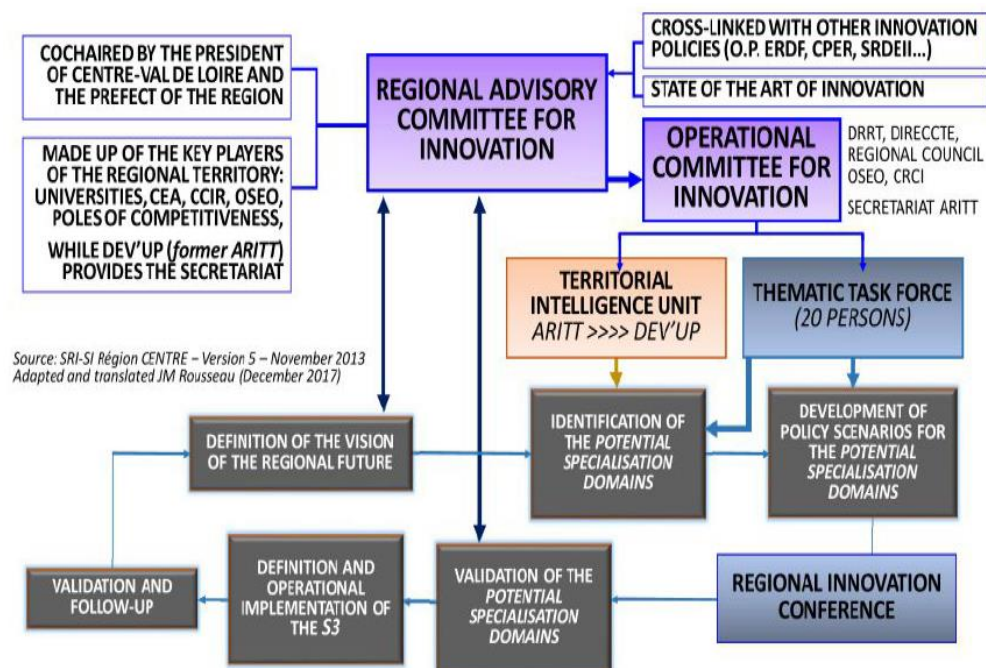 COCHAIRED BY THE PRESIDENT
OF CENTRE-VAL DE LOIRE AND
THE PREFECT OF THE REGION
MADE UP OF THE KEY PLAYERS
OF THE REGIONAL TERRITORY:
UNIVERSITIES, CEA, CCIR, OSEO,
POLES OF COMPETITIVENESS,
WHILE DEV'UP (former ARITT)
PROVIDES THE SECRETARIAT
REGIONAL ADVISORY
COMMITTEE FOR
INNOVATION
CROSS-LINKED WITH OTHER INNOVATION
POLICIES (O.P. ERDF, CPER, SRDEII...)
STATE OF THE ART OF INNOVATION
OPERATIONAL
COMMITTEE FOR
INNOVATION
DRRT, DIRECCTE,
REGIONAL COUNCIL
OSEO, CRCI
SECRETARIAT ARITT
TERRITORIAL
INTELLIGENCE UNIT
ARITT >>>> DEV'UP
THEMATIC TASK FORCE
(20 PERSONS)
Source: SRI-SI Région CENTRE – Version 5 – November 2013
Adapted and translated JM Rousseau (December 2017)
DEFINITION OF THE VISION
OF THE REGIONAL FUTURE
IDENTIFICATION OF
THE POTENTIAL
SPECIALISATION
DOMAINS
DEVELOPMENT OF
POLICY SCENARIOS FOR
THE POTENTIAL
SPECIALISATION
DOMAINS
VALIDATION AND
FOLLOW-UP
DEFINITION AND
OPERATIONAL
IMPLEMENTATION OF
THE S3
VALIDATION OF THE
POTENTIAL
SPECIALISATION
DOMAINS
REGIONAL INNOVATION
CONFERENCE